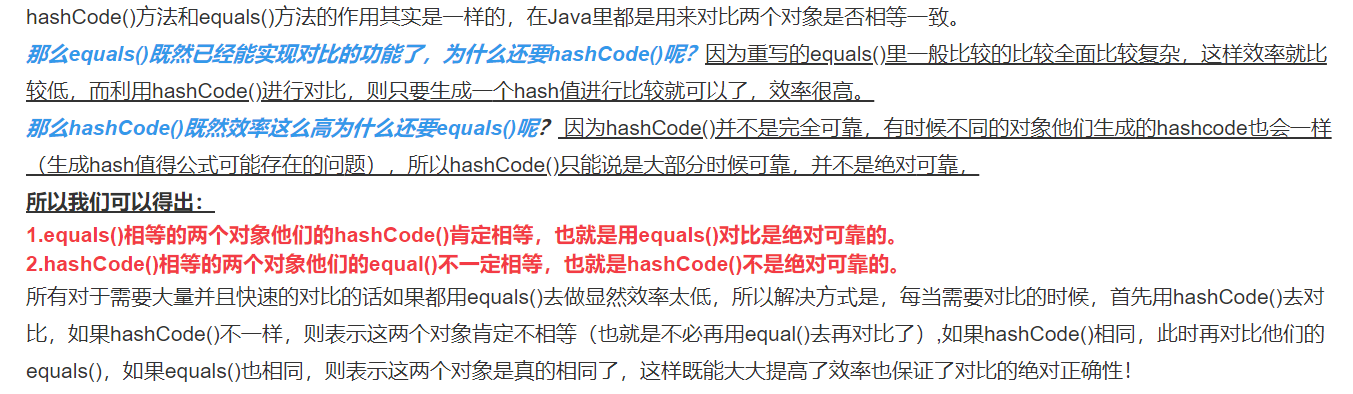 hashCode()方法和equals()方法的作用其实是一样的，在Java里都是用来对比两个对象是否相等一致。
那么equals()既然已经能实现对比的功能了，为什么还要hashCode()呢？因为重写的equals()里一般比较的比较全面比较复杂，这样效率就比
较低，而利用hashCode()进行对比，则只要生成一个hash值进行比较就可以了，效率很高。
那么hashCode()既然效率这么高为什么还要equals()呢？ 因为hashCode()并不是完全可靠，有时候不同的对象他们生成的hashcode也会一样
（生成hash值得公式可能存在的问题），所以hashCode()只能说是大部分时候可靠，并不是绝对可靠，
所以我们可以得出：
1.equals()相等的两个对象他们的hashCode()肯定相等，也就是用equals()对比是绝对可靠的。
2.hashCode()相等的两个对象他们的equal()不一定相等，也就是hashCode()不是绝对可靠的。
所有对于需要大量并且快速的对比的话如果都用equals()去做显然效率太低，所以解决方式是，每当需要对比的时候，首先用hashCode()去对
比，如果hashCode()不一样，则表示这两个对象肯定不相等（也就是不必再用equal()去再对比了）,如果hashCode()相同，此时再对比他们的
equals()，如果equals()也相同，则表示这两个对象是真的相同了，这样既能大大提高了效率也保证了对比的绝对正确性！